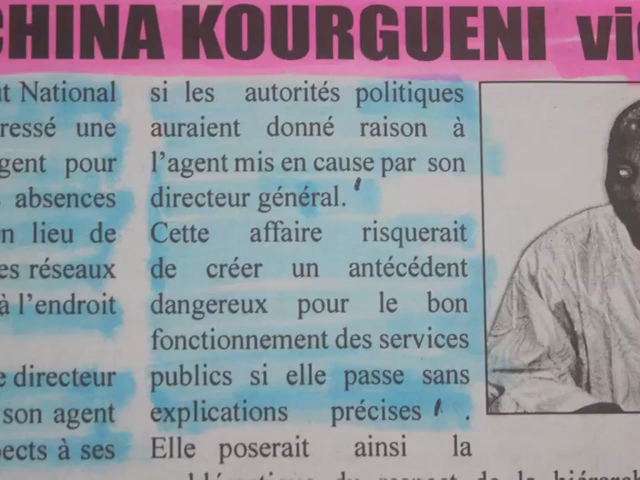 CHINA KOURGUENI
National
ressé une
gent pour
absences
n lieu de
es réseaux
à l'endroit
directeur
son agent
pects à ses
si les autorités politiques
auraient donné raison à
l'agent mis en cause par son
directeur général.
Cette affaire risquerait
de créer un antécédent
dangereux pour le bon
fonctionnement des services
publics si elle passe sans
explications précises .
Elle poserait ainsi la